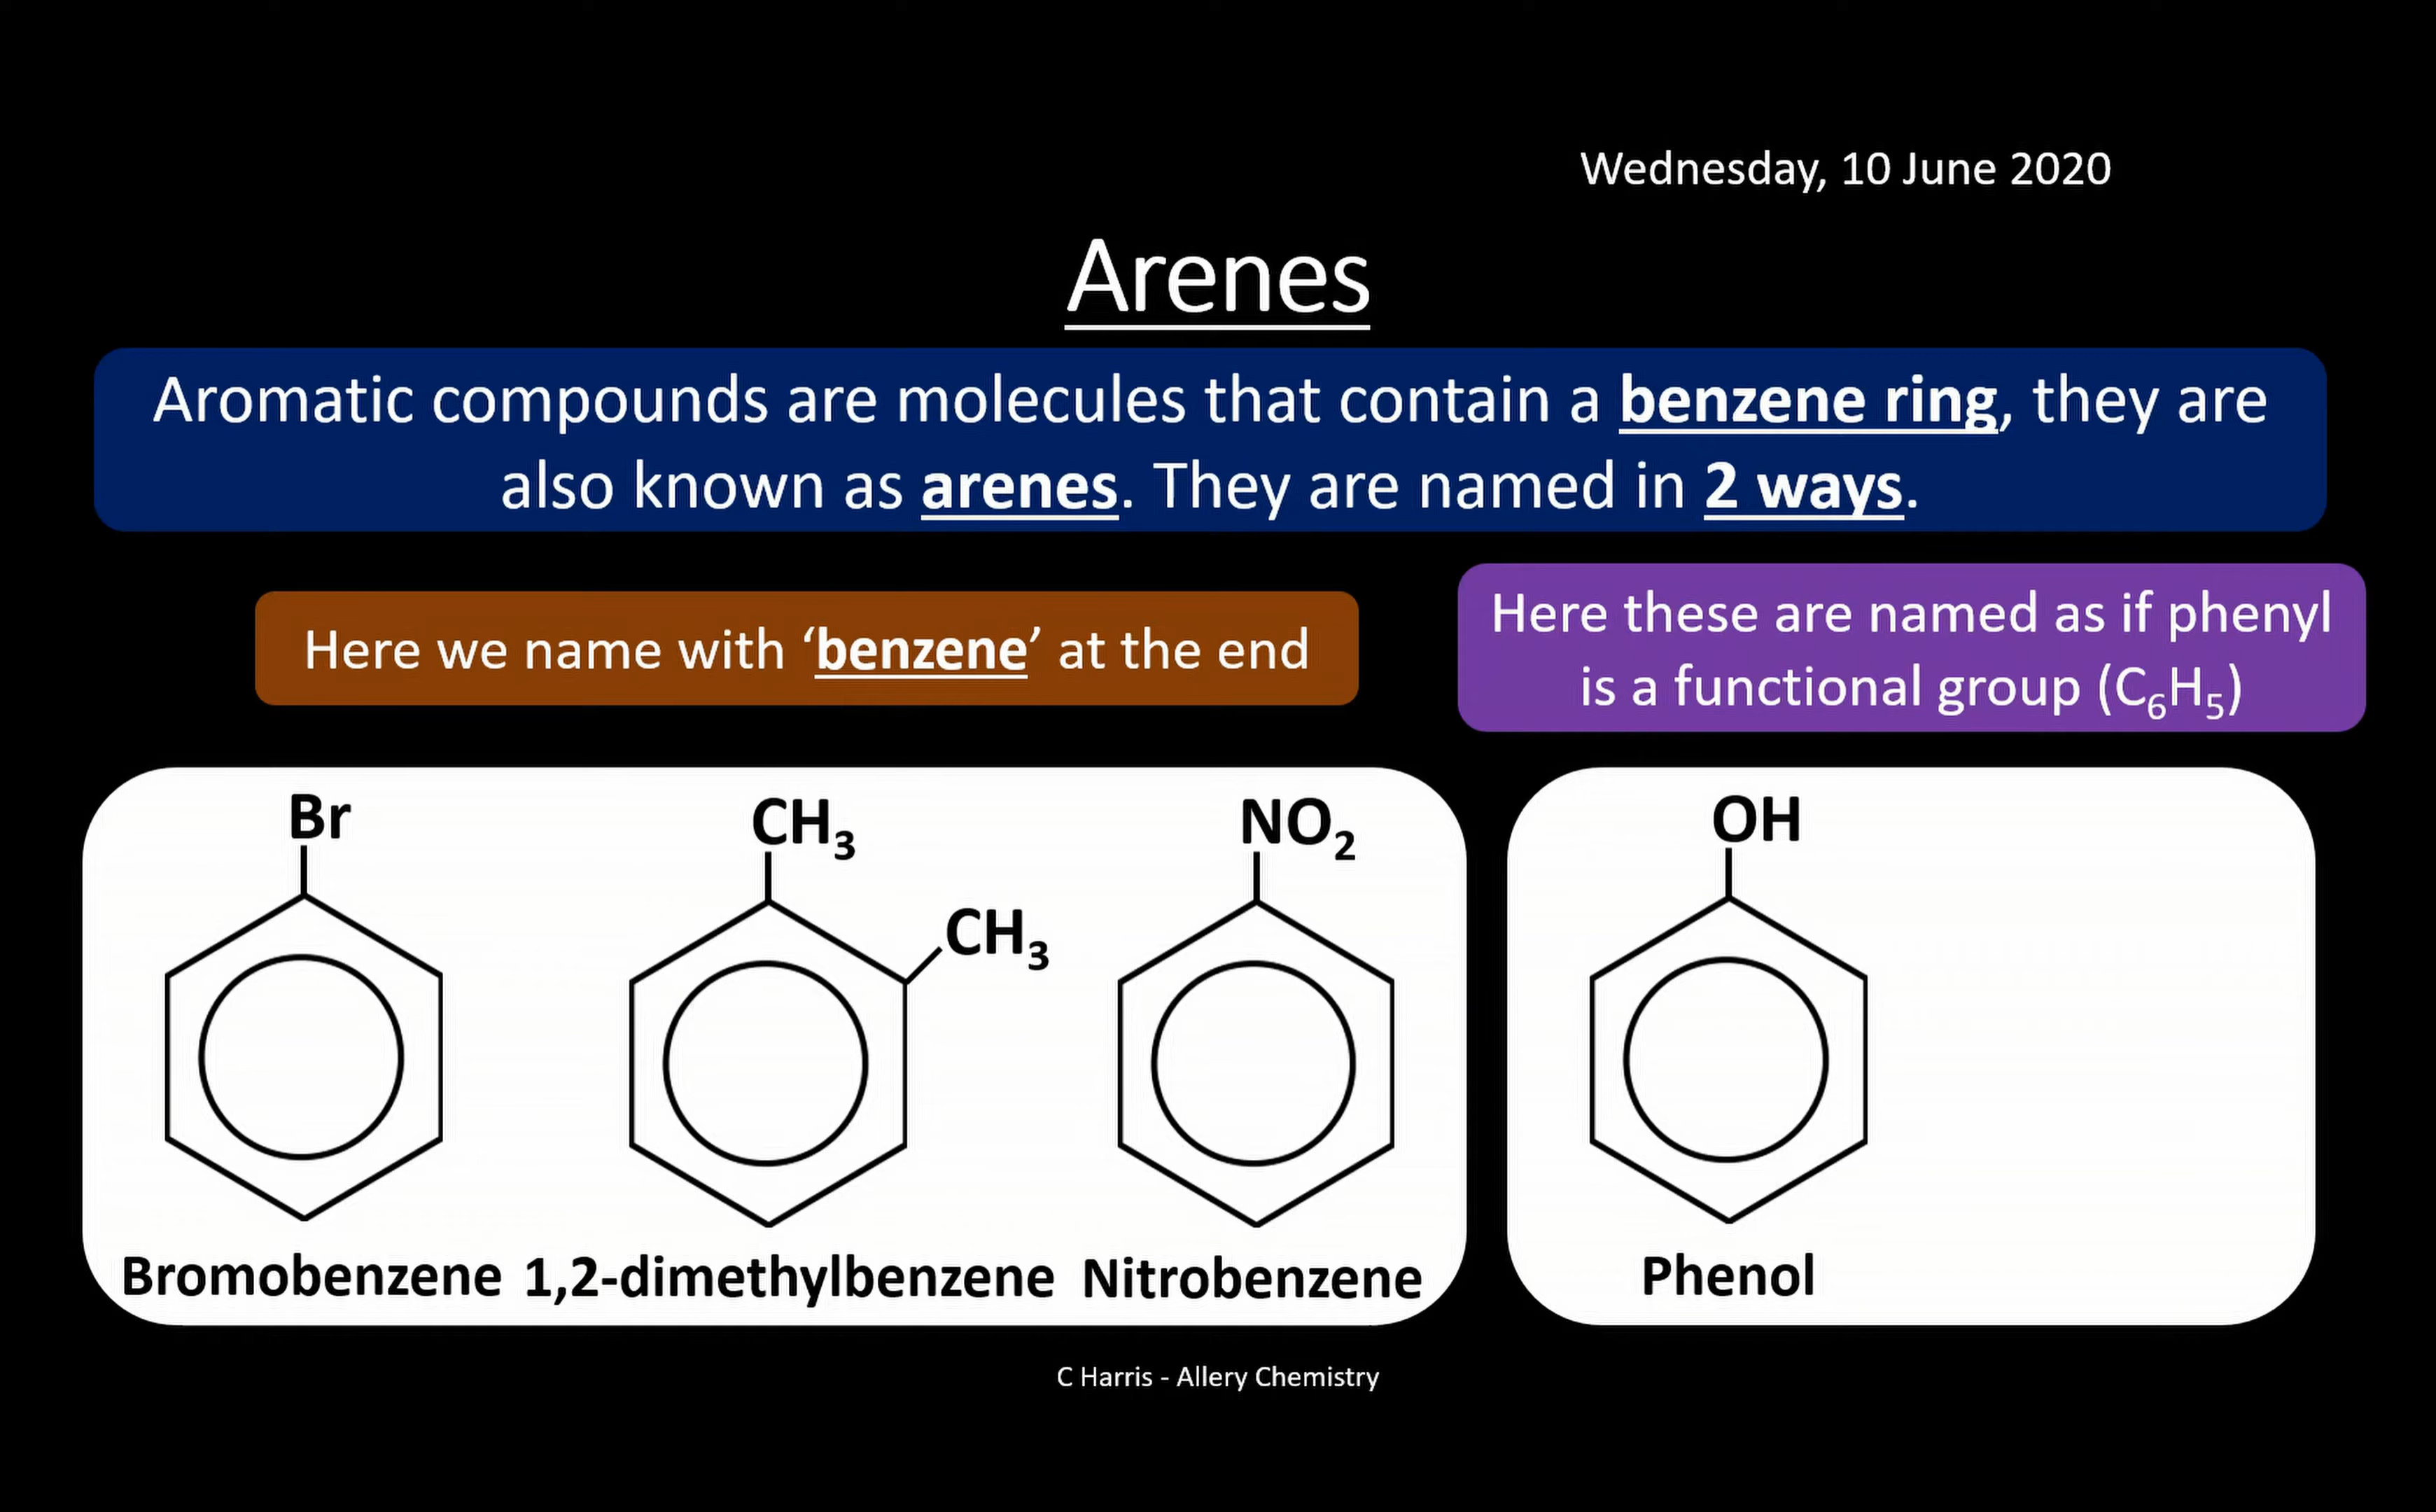 Wednesday, 10 June 2020
Arenes
Aromatic compounds are molecules that contain a benzene ring, they are
also known as arenes. They are named in 2 ways.
Here we name with ‘benzene’ at the end
Here these are named as if phenyl
is a functional group (C₆H₅)
Br
CH₃
CH₃
NO₂
OH
Bromobenzene
1,2-dimethylbenzene
Nitrobenzene
Phenol
C Harris - Allery Chemistry